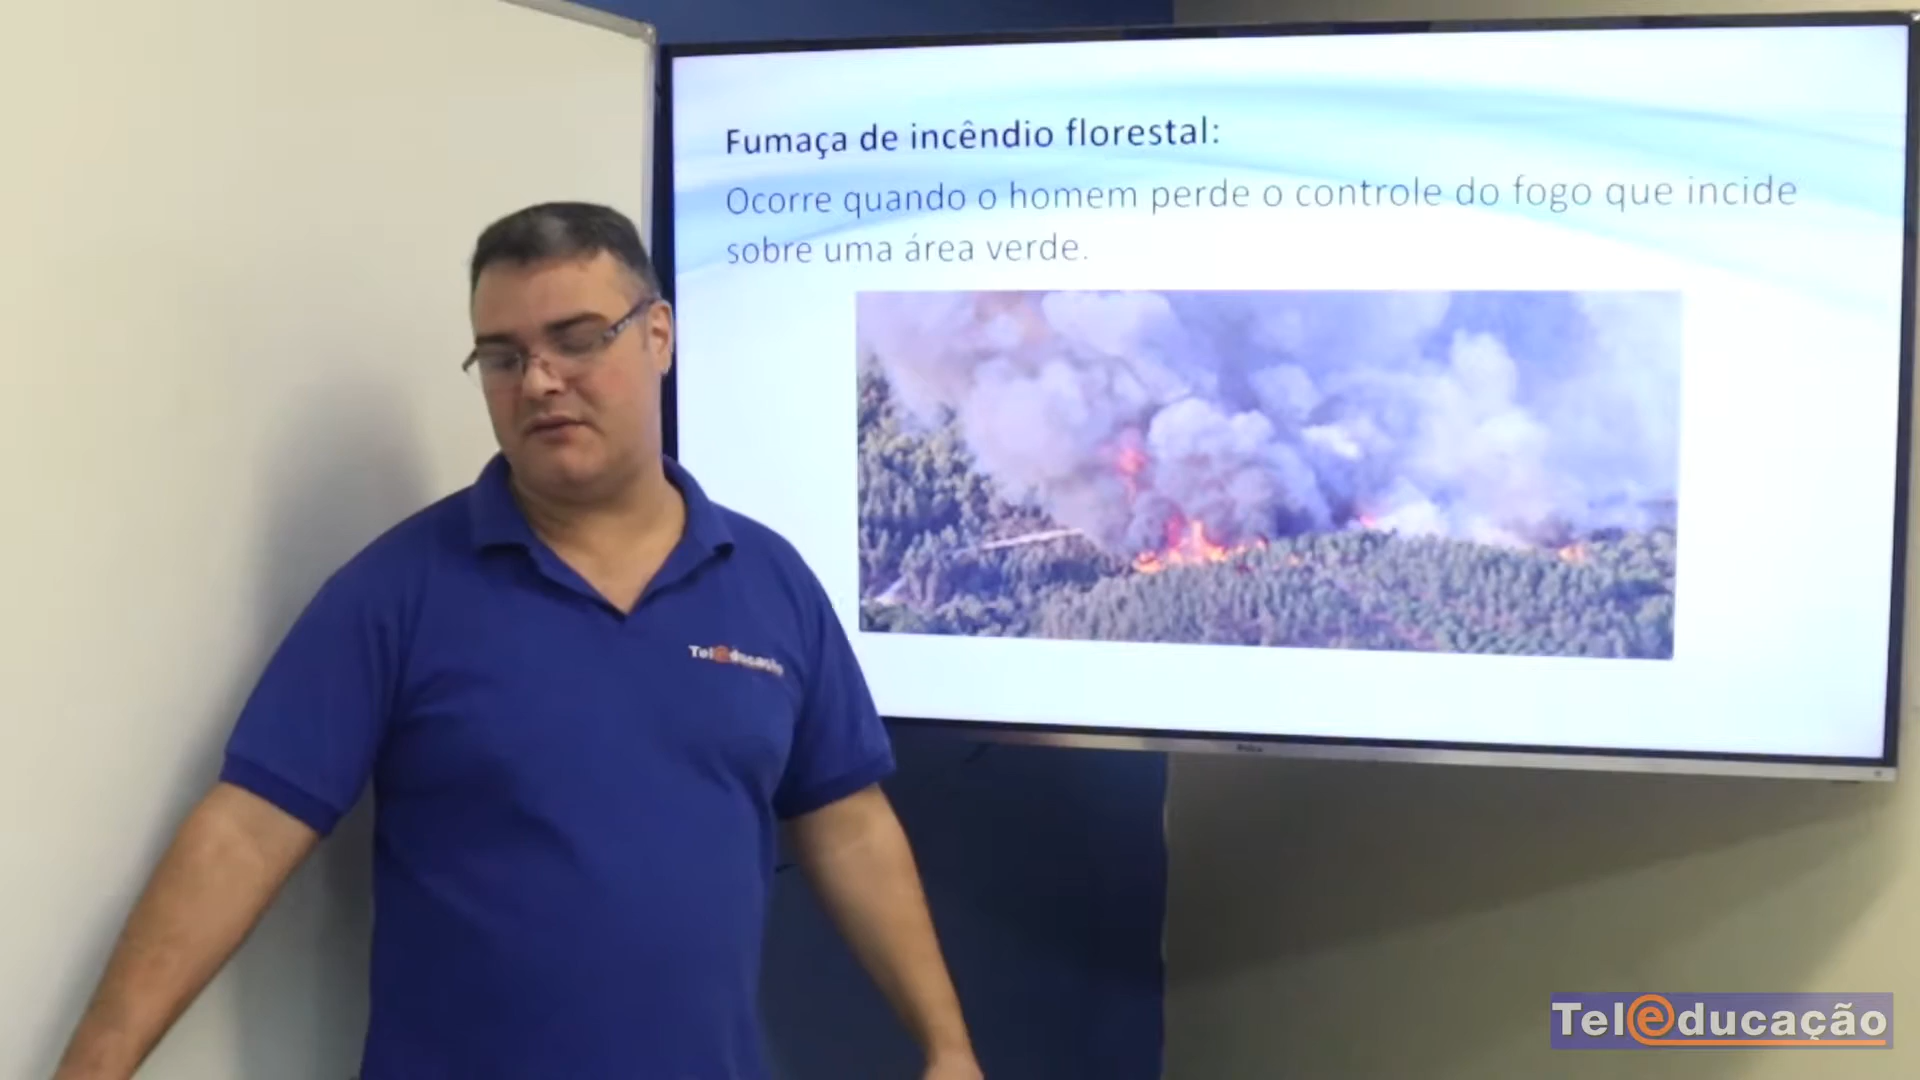 Fumaça de incêndio florestal:
Ocorre quando o homem perde o controle do fogo que incide
sobre uma área verde.
Teleducação
Teleducação